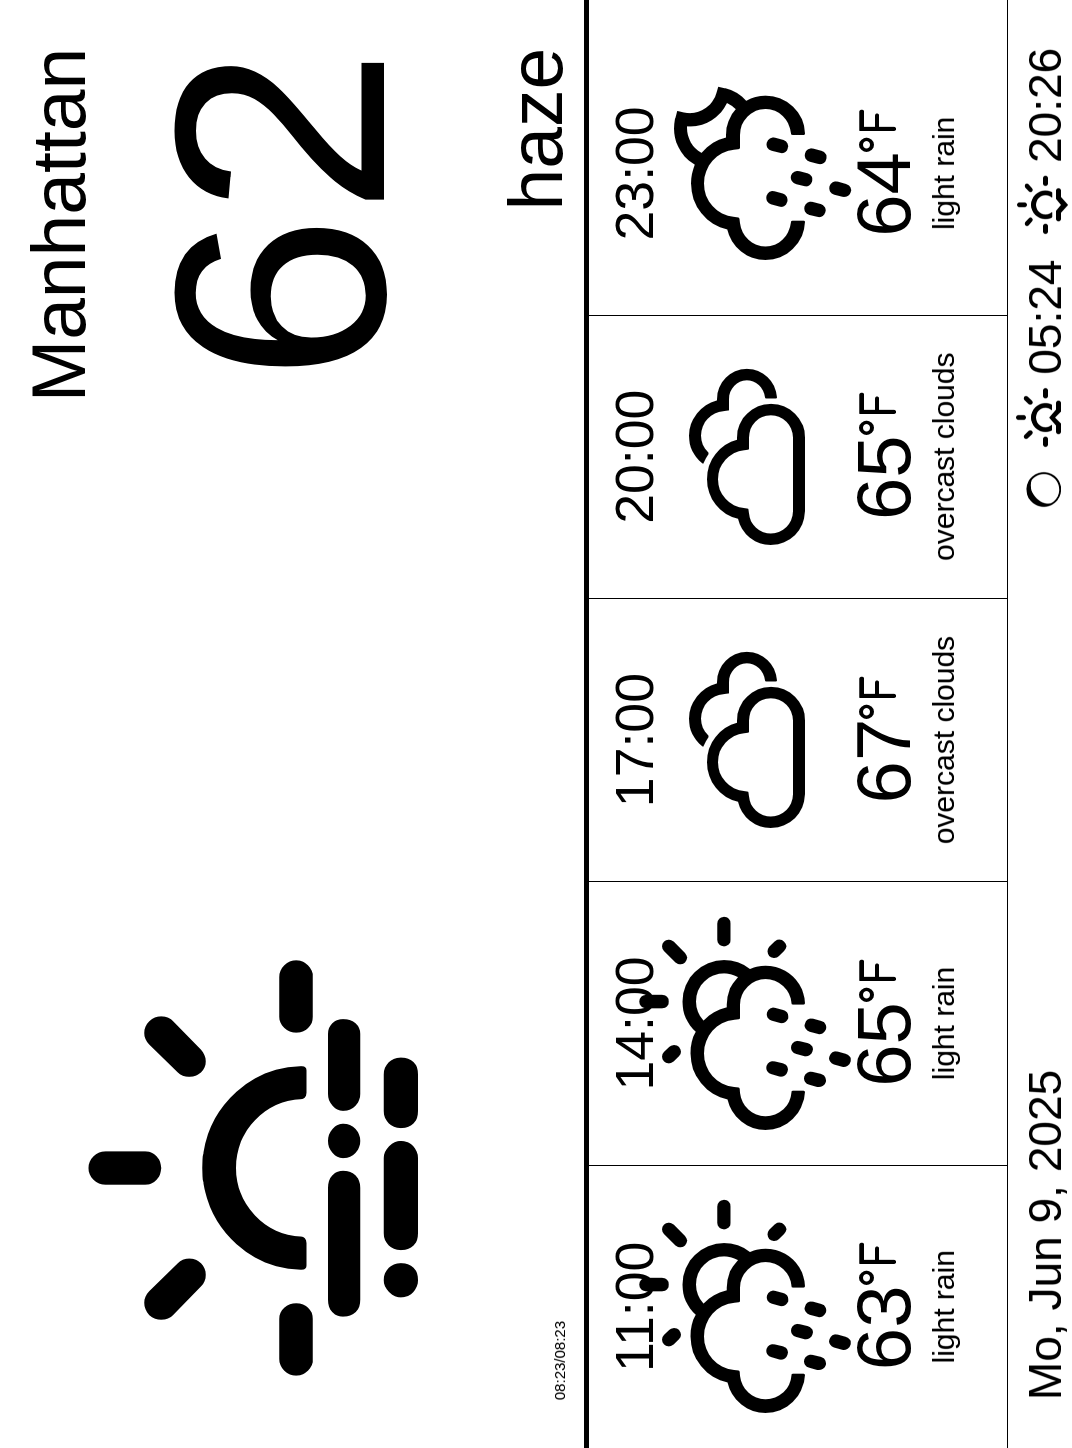 Manhattan
62
haze
08:23/08:23
11:00 14:00 17:00 20:00 23:00
63°F 65°F 67°F 65°F 64°F
light rain light rain overcast clouds overcast clouds light rain
Mo, Jun 9, 2025 05:24 20:26